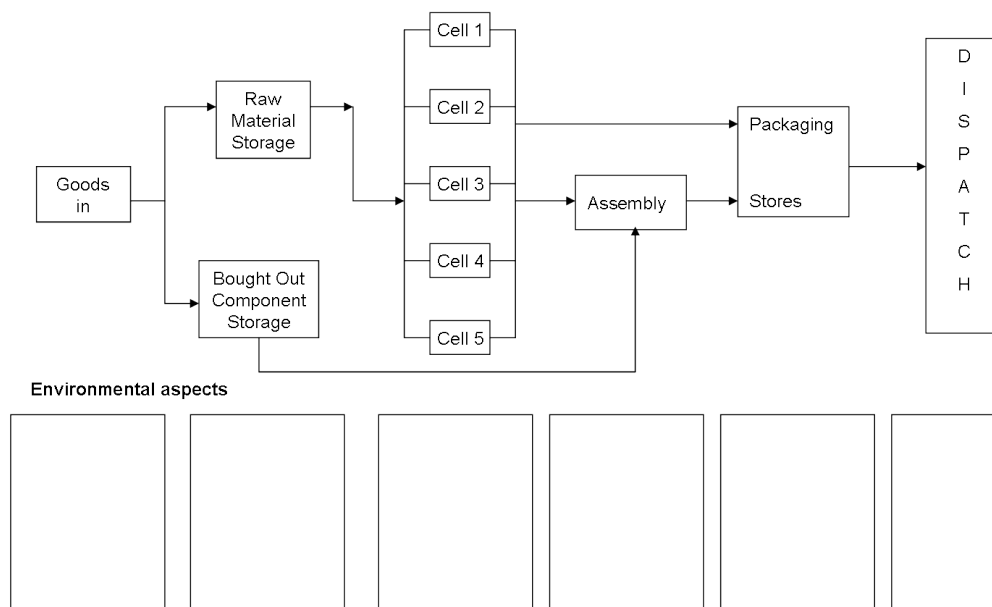 Goods
in
Raw
Material
Storage
Bought Out
Component
Storage
Cell 1
Cell 2
Cell 3
Cell 4
Cell 5
Assembly
Packaging
Stores
D
I
S
P
A
T
C
H
Environmental aspects